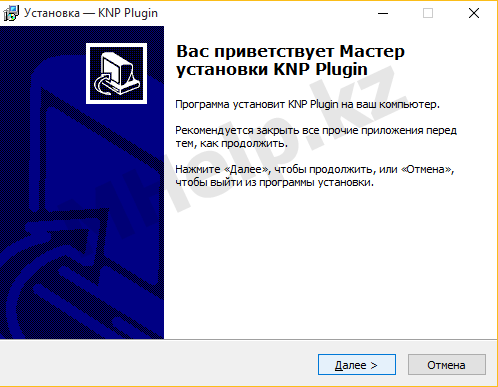 Установка — KNP Plugin
Вас приветствует Мастер
установки KNP Plugin
Программа установит KNP Plugin на ваш компьютер.
Рекомендуется закрыть все прочие приложения перед
тем, как продолжить.
Нажмите «Далее», чтобы продолжить, или «Отмена»,
чтобы выйти из программы установки.
MHelp.kz
Далее >
Отмена